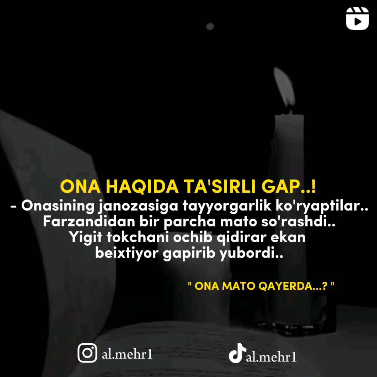 ONA HAQIDA TA'SIRLI GAP..!
- Onasining janozasiga tayyorgarlik ko'ryaptilar..
Farzandidan bir parcha mato so'rashdi..
Yigit tokchani ochib qidirar ekan
beixtiyor gapirib yubordi..
" ONA MATO QAYERDA...? "
al.mehr1
al.mehr1